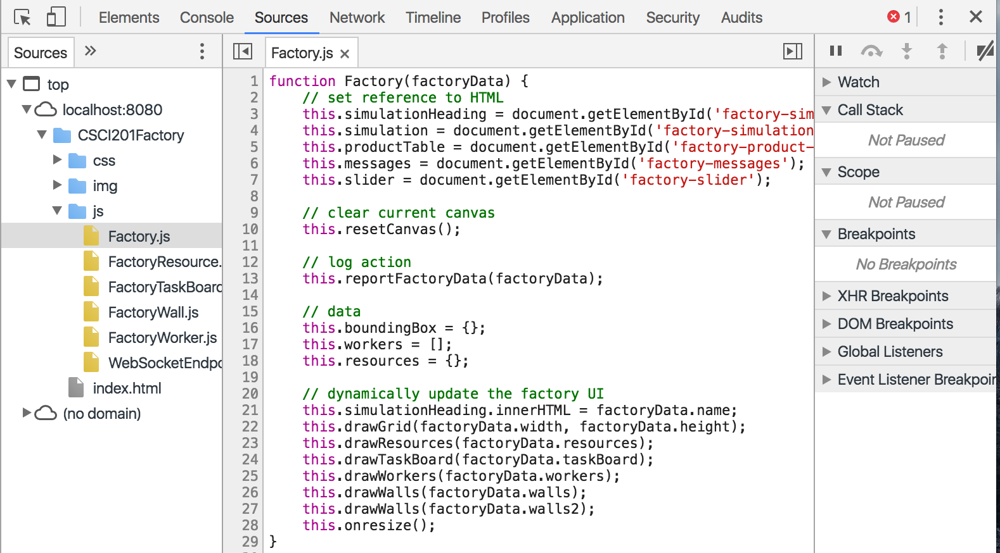 Elements Console Sources Network Timeline Profiles Application Security Audits 1
Sources
Factory.js
top
localhost:8080
CSCI201Factory
css
img
js
Factory.js
FactoryResource.
FactoryTaskBoard
FactoryWall.js
FactoryWorker.js
WebSocketEndpo
index.html
(no domain)
1 function Factory(factoryData) {
2 // set reference to HTML
3 this.simulationHeading = document.getElementById('factory-sim
4 this.simulation = document.getElementById('factory-simulation
5 this.productTable = document.getElementById('factory-product-
6 this.messages = document.getElementById('factory-messages');
7 this.slider = document.getElementById('factory-slider');
8
9 // clear current canvas
10 this.resetCanvas();
11
12 // log action
13 this.reportFactoryData(factoryData);
14
15 // data
16 this.boundingBox = {};
17 this.workers = [];
18 this.resources = {};
19
20 // dynamically update the factory UI
21 this.simulationHeading.innerHTML = factoryData.name;
22 this.drawGrid(factoryData.width, factoryData.height);
23 this.drawResources(factoryData.resources);
24 this.drawTaskBoard(factoryData.taskBoard);
25 this.drawWorkers(factoryData.workers);
26 this.drawWalls(factoryData.walls);
27 this.drawWalls(factoryData.walls2);
28 this.onresize();
29 }
Watch
Call Stack
Not Paused
Scope
Not Paused
Breakpoints
No Breakpoints
XHR Breakpoints
DOM Breakpoints
Global Listeners
Event Listener Breakpoin